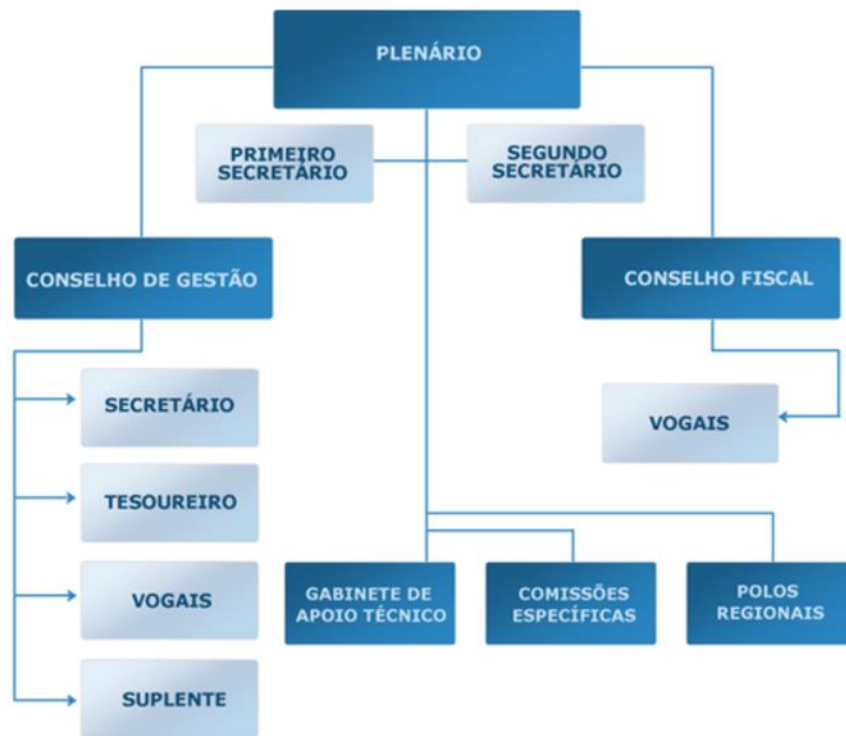 PLENÁRIO
PRIMEIRO
SECRETÁRIO
SEGUNDO
SECRETÁRIO
CONSELHO DE GESTÃO
CONSELHO FISCAL
SECRETÁRIO
TESOUREIRO
VOGAIS
SUPLENTE
VOGAIS
GABINETE DE
APOIO TÉCNICO
COMISSÕES
ESPECÍFICAS
POLOS
REGIONAIS